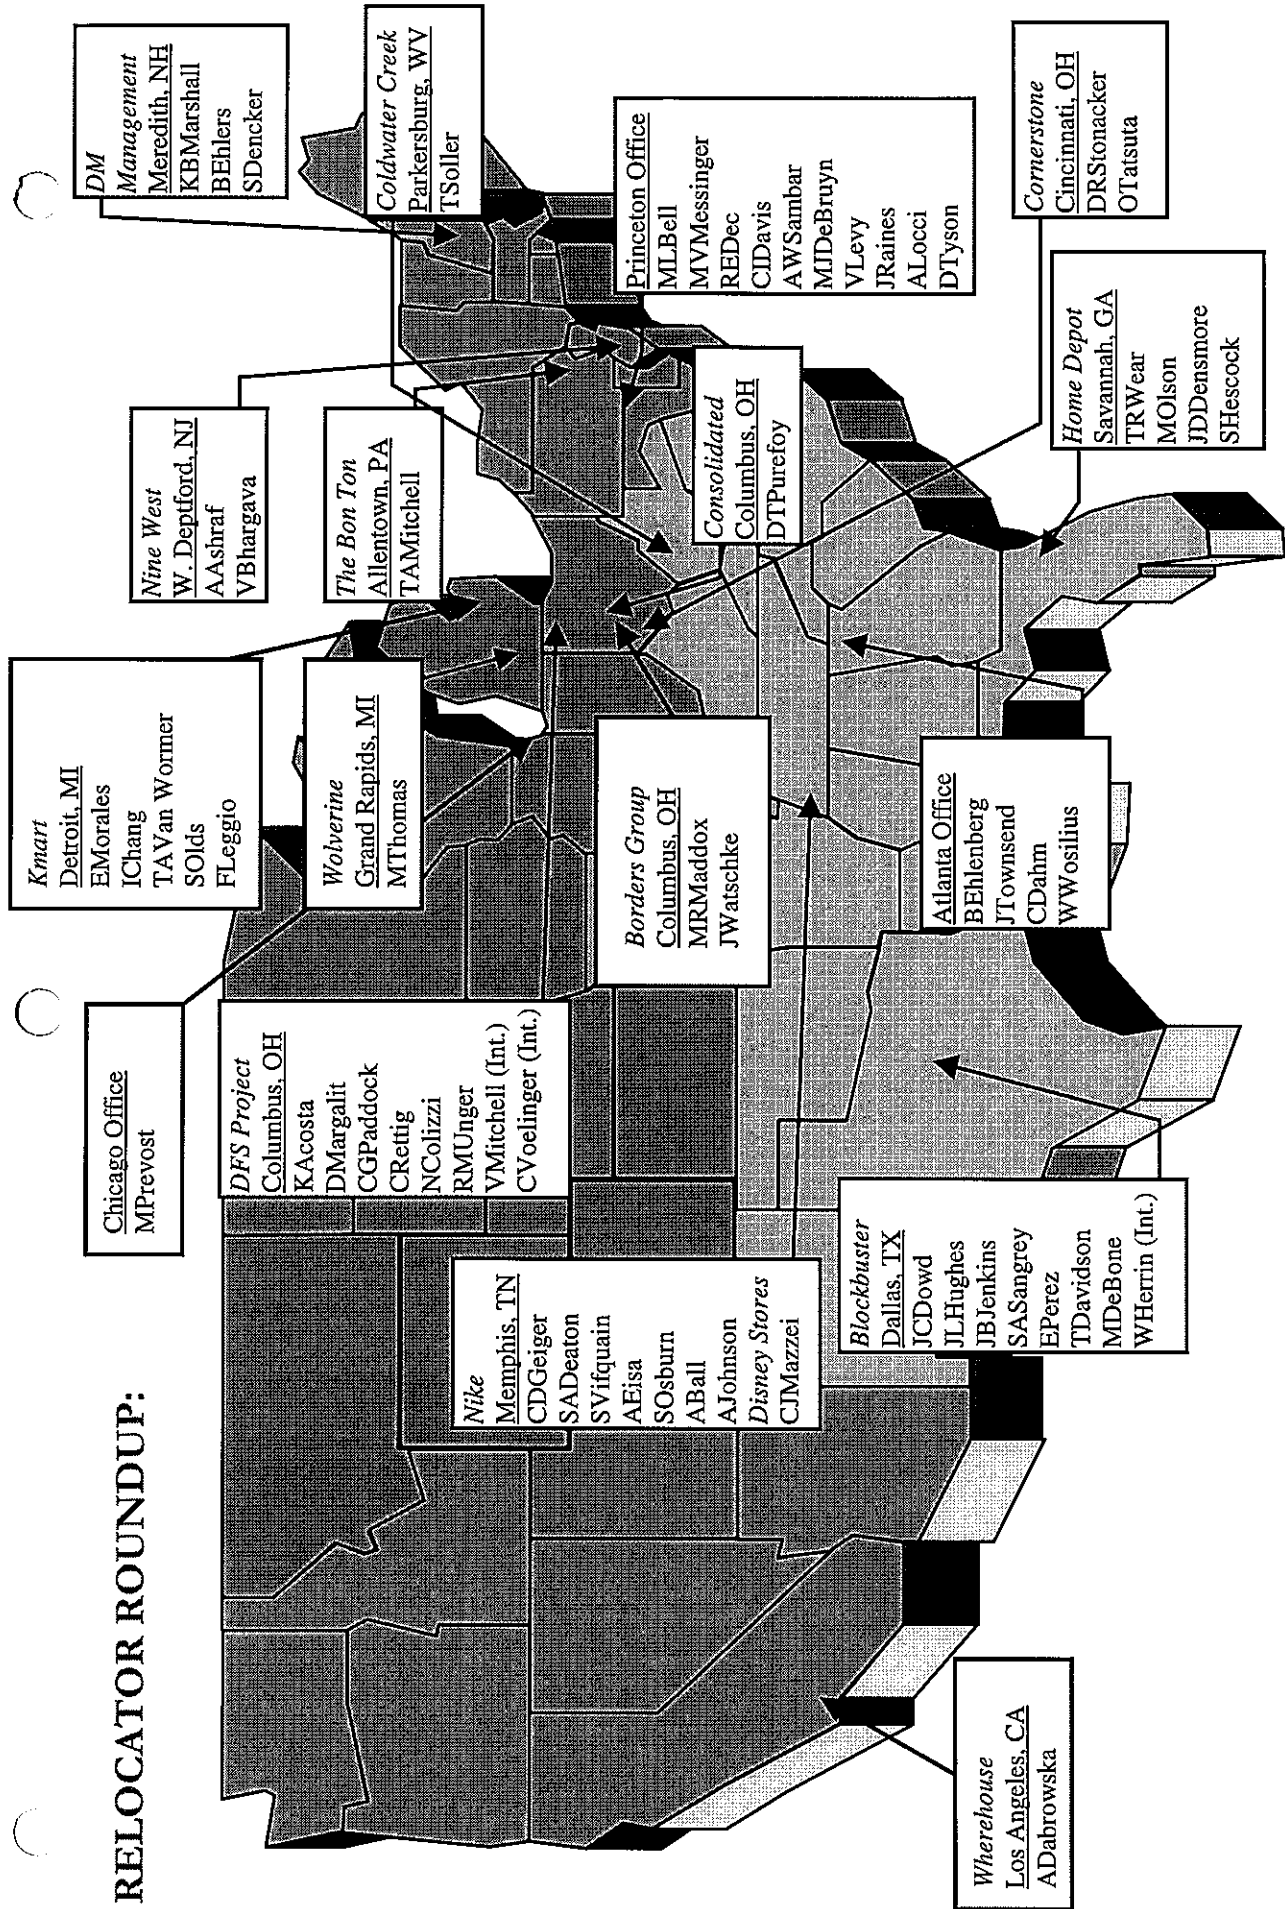 RELOCATOR ROUNDUP:
Chicago Office
MPrevost
Kmart
Detroit, MI
EMorales
IChang
TAVan Wormer
SOlds
FLeggio
Nine West
W. Deptford, NJ
AAshraf
VBhargava
DM
Management
Meredith, NH
KBMarshall
BEhlers
SDencker
DFS Project
Columbus, OH
KAcosta
DMargalit
CGPaddock
CRettig
NColizzi
RMUnger
VMitchell (Int.)
CVoelinger (Int.)
Wolverine
Grand Rapids, MI
MThomas
The Bon Ton
Allentown, PA
TAMitchell
Coldwater Creek
Parkersburg, WV
TSoller
Nike
Memphis, TN
CDGeiger
SADeaton
SVifquain
AEisa
SOsburn
ABall
AJohnson
Disney Stores
CJMazzei
Borders Group
Columbus, OH
MRMaddox
JWatschke
Consolidated
Columbus, OH
DTPurefoy
Princeton Office
MLBell
MVMessinger
REDec
CIDavis
AWSambar
MJDeBruyn
VLevy
JRaines
ALocci
DTyson
Wherehouse
Los Angeles, CA
ADabrowska
Blockbuster
Dallas, TX
JCDowd
JLHughes
JBJenkins
SASangrey
EPerez
TDavidson
MDeBone
WHerrin (Int.)
Atlanta Office
BEhlenberg
JTownsend
CDahm
WWosilius
Home Depot
Savannah, GA
TRWear
MOlson
JDDensmore
SHescock
Cornerstone
Cincinnati, OH
DRStonacker
OTatsuta